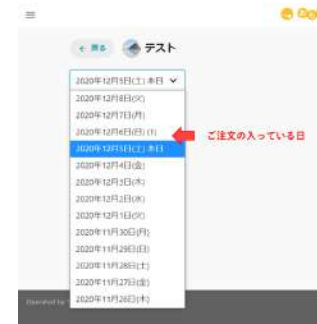 戻る
テスト
2020年12月5日(土) 本日
2020年12月8日(火)
2020年12月7日(月)
2020年12月6日(日) (1)
ご注文の入っている日
2020年12月5日(土) 本日
2020年12月4日(金)
2020年12月3日(木)
2020年12月2日(水)
2020年12月1日(火)
2020年11月30日(月)
2020年11月29日(日)
2020年11月28日(土)
2020年11月27日(金)
2020年11月26日(木)
Operated by